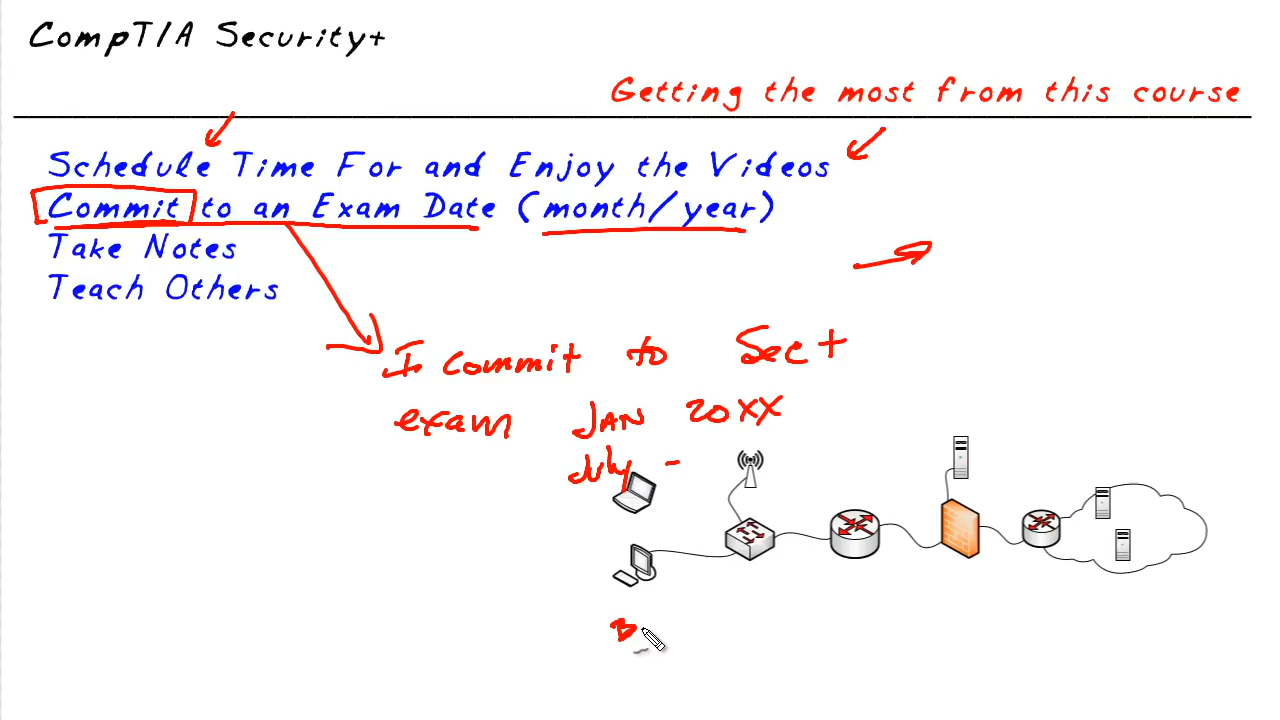 CompTIA Security+
Getting the most from this course
Schedule Time For and Enjoy the Videos
Commit to an Exam Date (month/year)
Take Notes
Teach Others
I commit to Sec+
exam JAN 20XX
July -
B